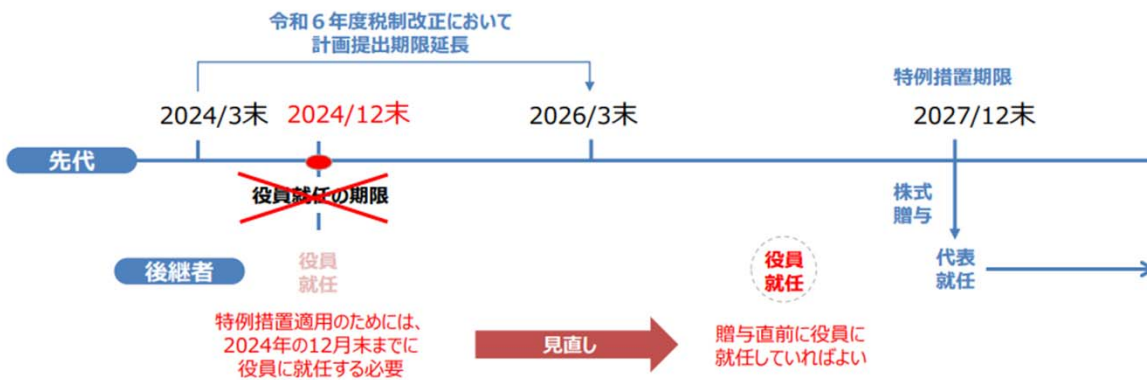 令和６年度税制改正において
計画提出期限延長
特例措置期限
2024/3末
2024/12末
2026/3末
2027/12末
先代
役員就任の期限
株式
贈与
後継者
役員
就任
役員
就任
代表
就任
特例措置適用のためには、
2024年の12月末までに
役員に就任する必要
見直し
贈与直前に役員に
就任していればよい